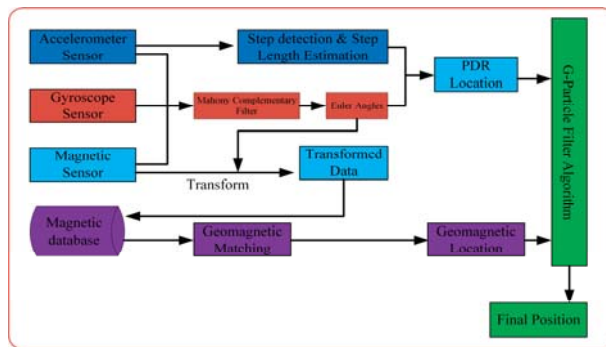 Accelerometer
Sensor
Step detection & Step
Length Estimation
PDR
Location
Gyroscope
Sensor
Mahony Complementary
Filter
Euler Angles
Magnetic
Sensor
Transform
Transformed
Data
G-Particle Filter Algorithm
Magnetic
database
Geomagnetic
Matching
Geomagnetic
Location
Final Position